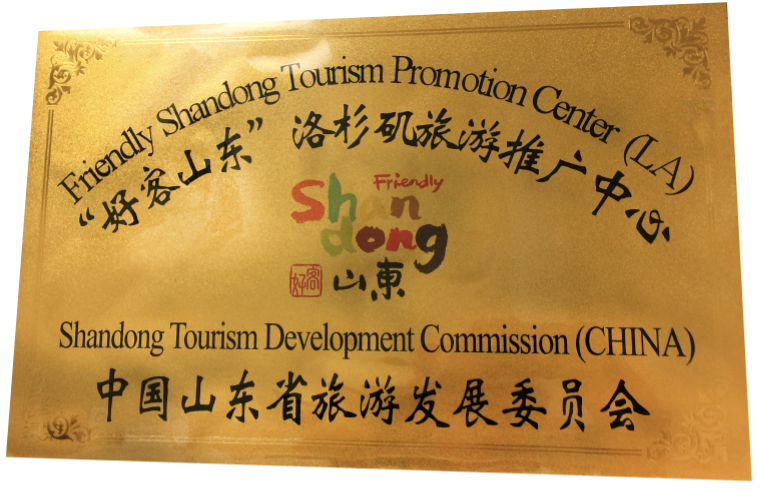 Friendly Shandong Tourism Promotion Center (LA)
“好客山东” 洛杉矶旅游推广中心
Friendly
Shan
dong
好客 山東
Shandong Tourism Development Commission (CHINA)
中国山东省旅游发展委员会